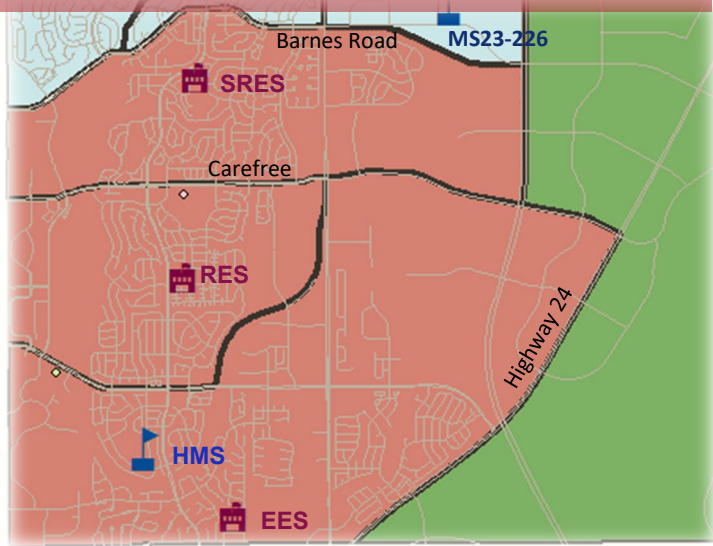 Barnes Road
MS23-226
SRES
Carefree
RES
Highway 24
HMS
EES